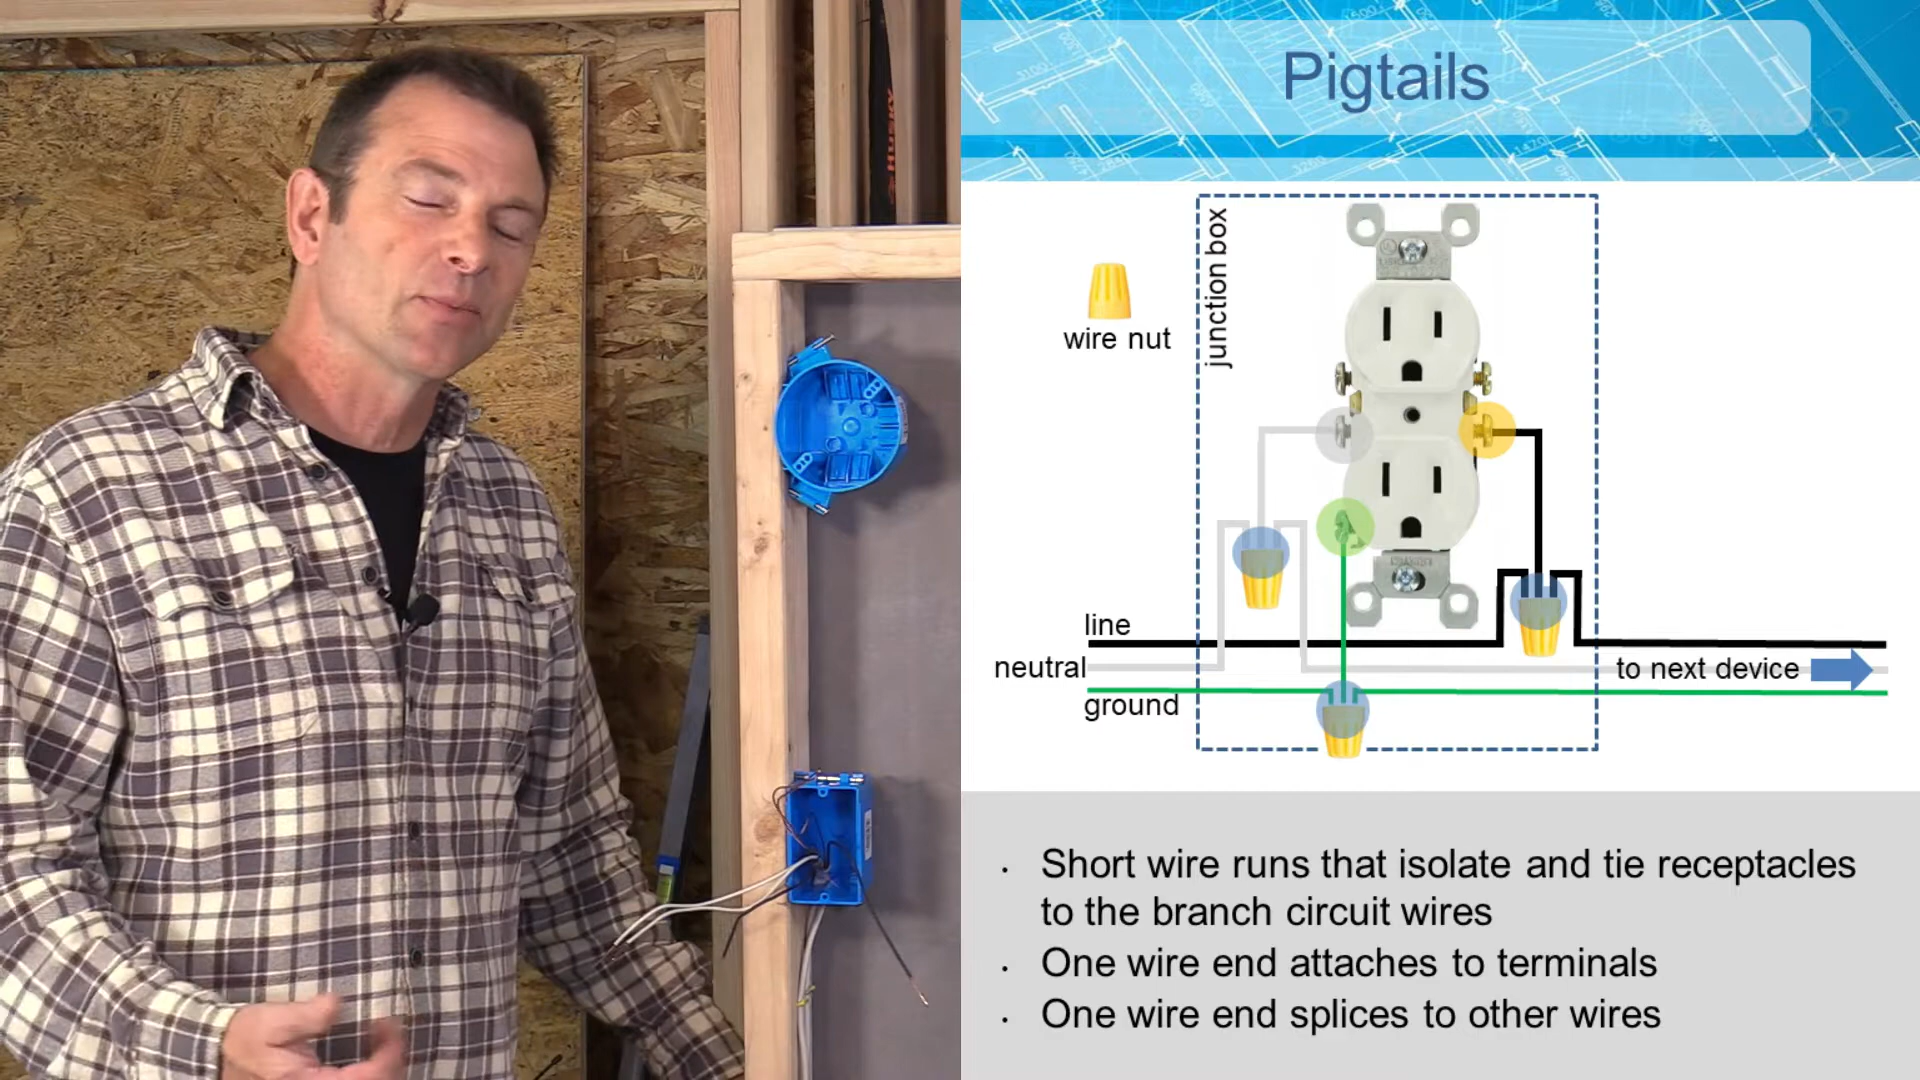 HUSKY
Pigtails
junction box
wire nut
line
neutral
to next device
ground
Short wire runs that isolate and tie receptacles
to the branch circuit wires
One wire end attaches to terminals
One wire end splices to other wires